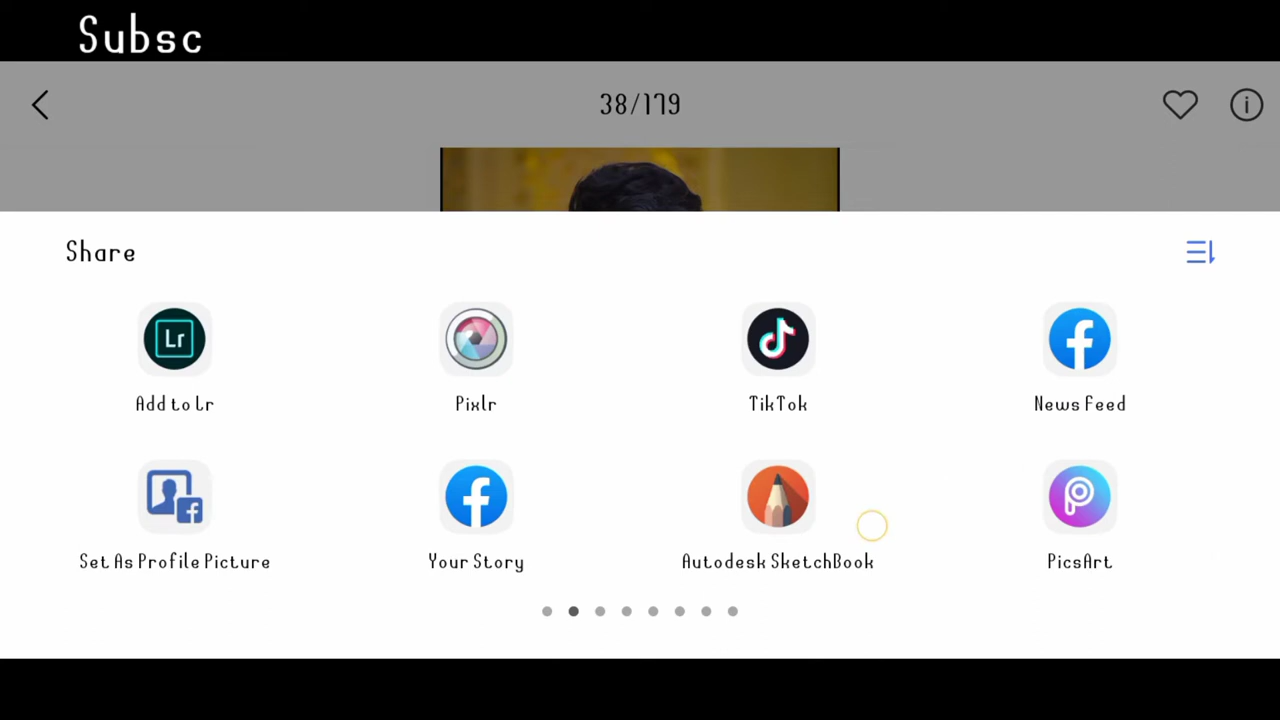 Subsc
38/179
Share
Lr
Add to Lr
Pixlr
TikTok
News Feed
Set As Profile Picture
Your Story
Autodesk SketchBook
PicsArt